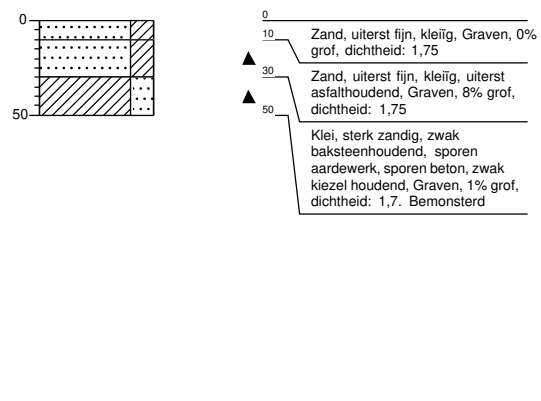 0
50
0
10
Zand, uiterst fijn, kleiïg, Graven, 0%
grof, dichtheid: 1,75
30
Zand, uiterst fijn, kleiïg, uiterst
asfalthoudend, Graven, 8% grof,
dichtheid: 1,75
50
Klei, sterk zandig, zwak
baksteenhoudend, sporen
aardewerk, sporen beton, zwak
kiezel houdend, Graven, 1% grof,
dichtheid: 1,7. Bemonsterd